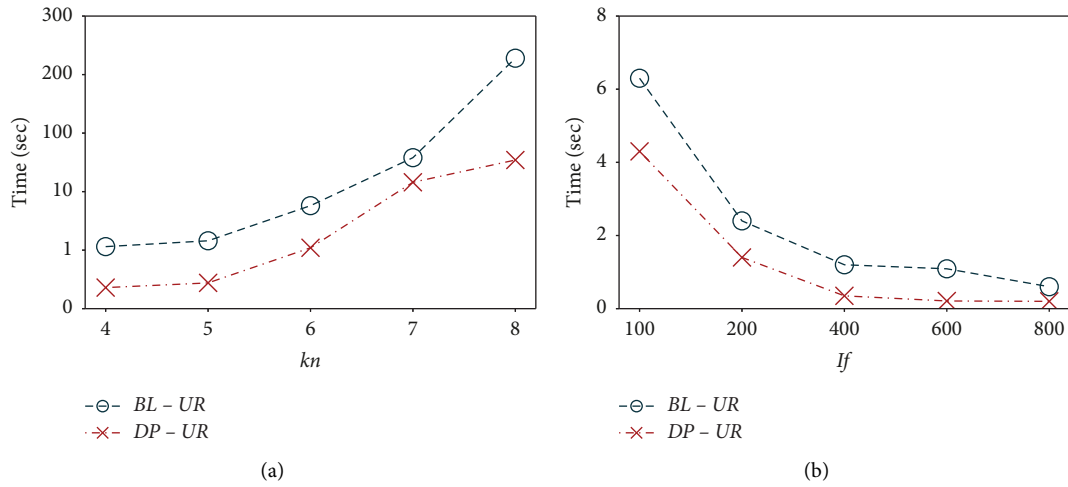 300
200
100
10
1
0
Time (sec)
4 5 6 7 8
kn
BL – UR
DP – UR
(a)
8
6
4
2
0
Time (sec)
100 200 400 600 800
If
BL – UR
DP – UR
(b)